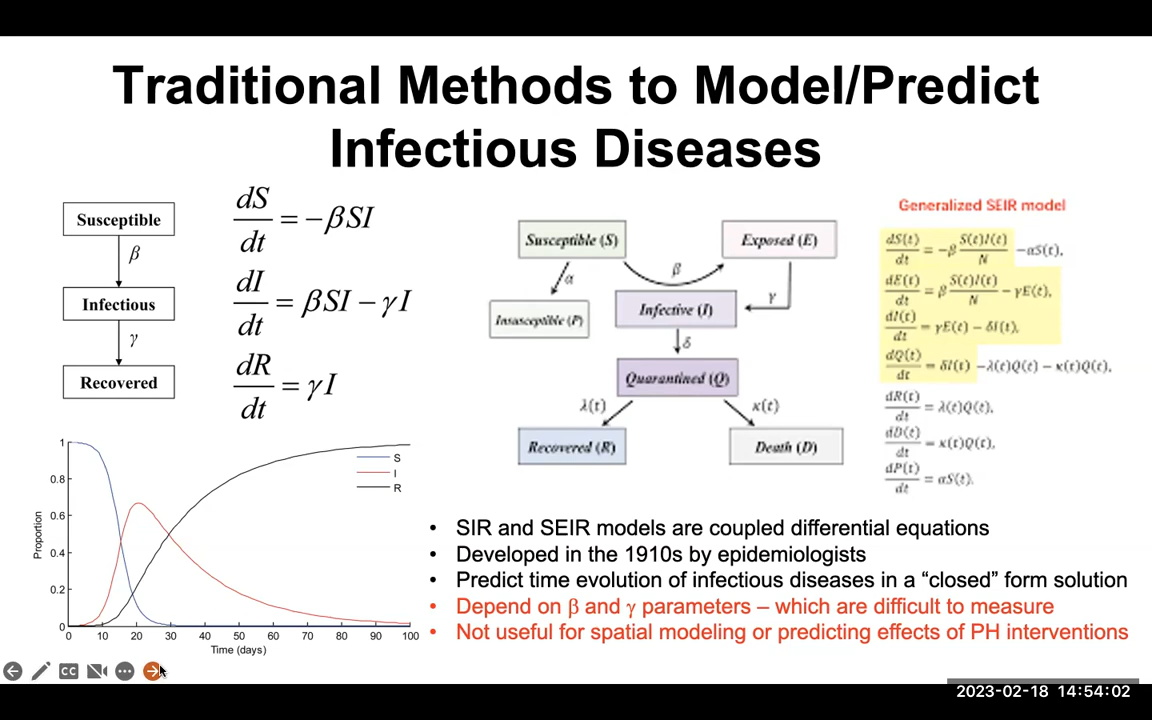 Traditional Methods to Model/Predict
Infectious Diseases
Susceptible
β
Infectious
γ
Recovered
dS/dt = −βSI
dI/dt = βSI − γI
dR/dt = γI
1
0.8
0.6
0.4
0.2
0
Proportion
0 10 20 30 40 50 60 70 80 90 100
Time (days)
S
I
R
Susceptible (S)
Exposed (E)
α
β
Insusceptible (P)
Infective (I)
γ
δ
Quarantined (Q)
λ(t)
κ(t)
Recovered (R)
Death (D)
Generalized SEIR model
dS(t)/dt = −β S(t)I(t)/N −αS(t),
dE(t)/dt = β S(t)I(t)/N − γE(t),
dI(t)/dt = γE(t) − δI(t),
dQ(t)/dt = δI(t) −λ(t)Q(t) − κ(t)Q(t),
dR(t)/dt = λ(t)Q(t),
dD(t)/dt = κ(t)Q(t),
dP(t)/dt = αS(t).
• SIR and SEIR models are coupled differential equations
• Developed in the 1910s by epidemiologists
• Predict time evolution of infectious diseases in a “closed” form solution
• Depend on β and γ parameters – which are difficult to measure
• Not useful for spatial modeling or predicting effects of PH interventions
CC
2023-02-18 14:54:02